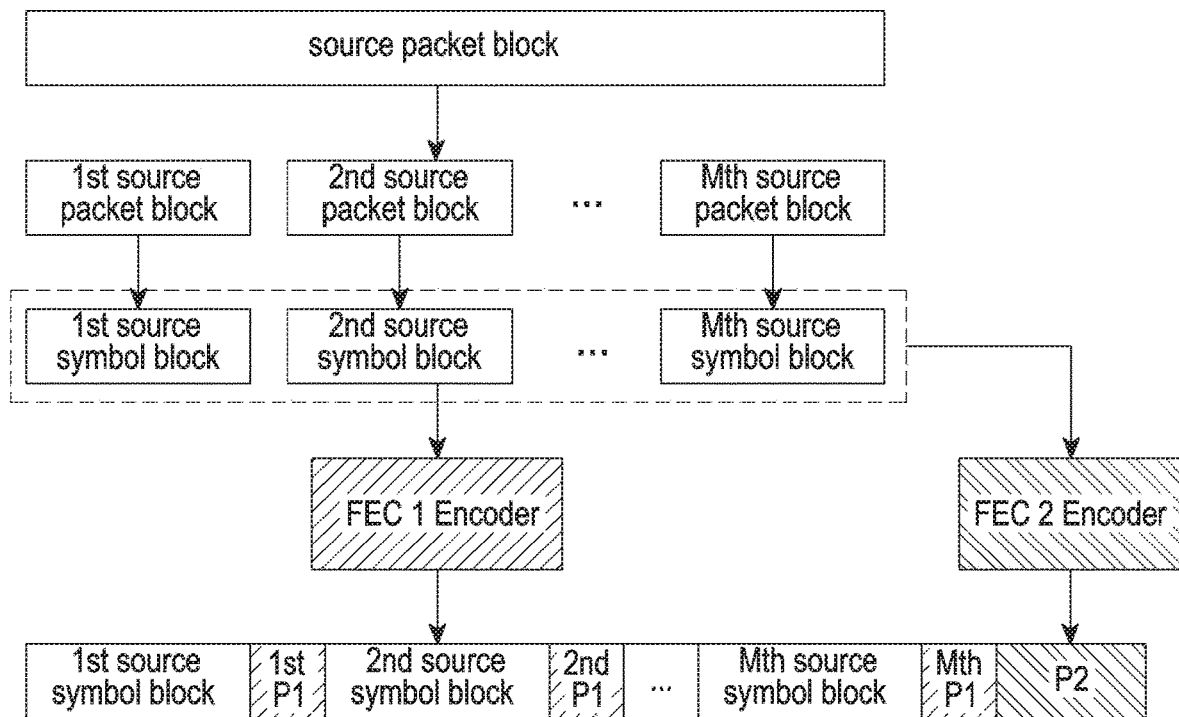 source packet block
1st source
packet block
2nd source
packet block
...
Mth source
packet block
1st source
symbol block
2nd source
symbol block
...
Mth source
symbol block
FEC 1 Encoder
FEC 2 Encoder
1st source
symbol block
1st
P1
2nd source
symbol block
2nd
P1
...
Mth source
symbol block
Mth
P1
P2